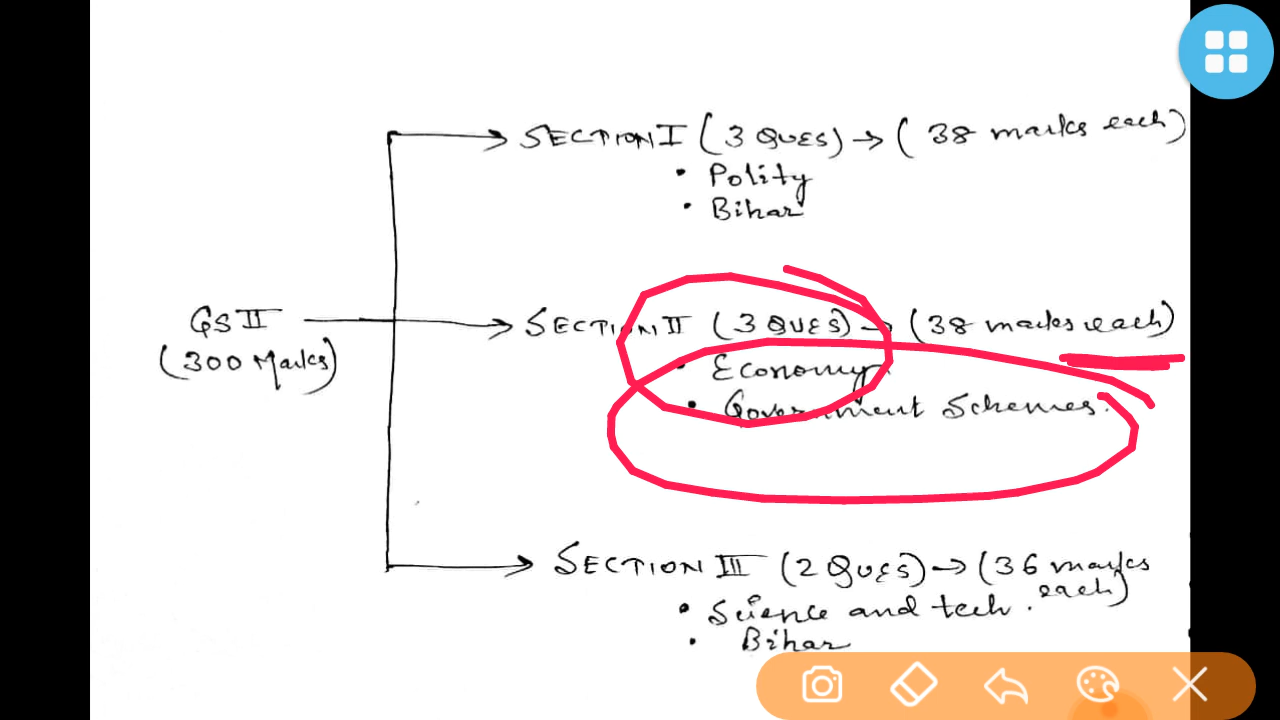 SECTION I (3 QUES) → (38 marks each)
• Polity
• Bihar
GS II
(300 Marks)
SECTION II (3 QUES) → (38 marks each)
• Economy
• Government Schemes.
SECTION III (2 QUES) → (36 marks each)
• Science and tech.
• Bihar